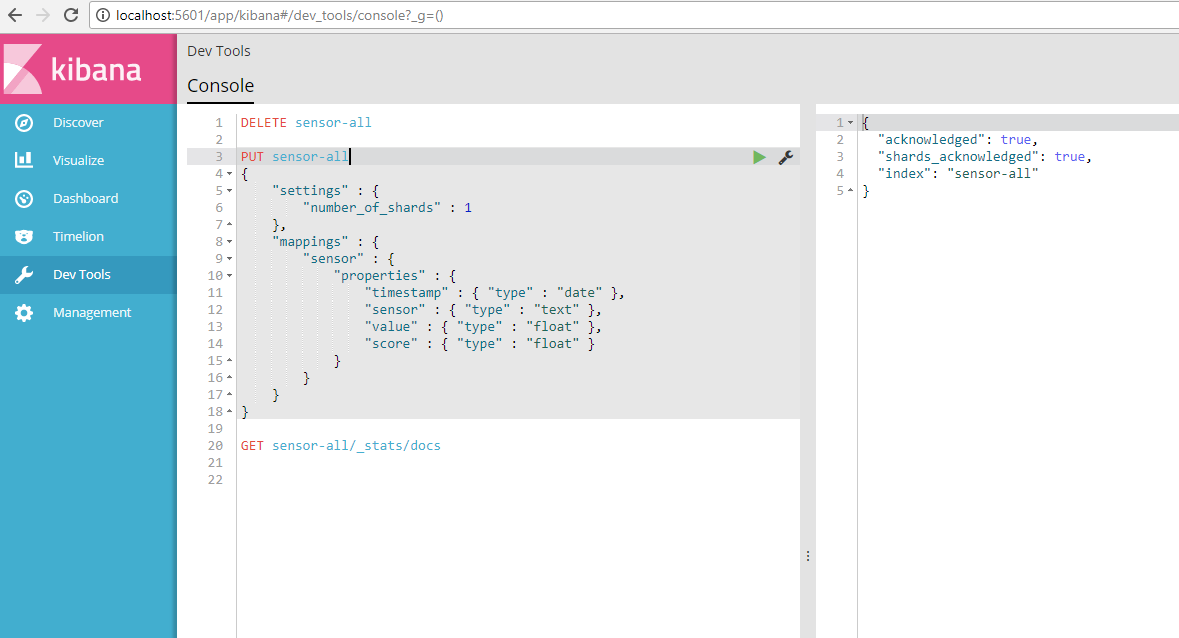 localhost:5601/app/kibana#/dev_tools/console?_g=()
kibana
Discover
Visualize
Dashboard
Timelion
Dev Tools
Management
Dev Tools
Console
1 DELETE sensor-all
2
3 PUT sensor-all
4 {
5     "settings" : {
6         "number_of_shards" : 1
7     },
8     "mappings" : {
9         "sensor" : {
10             "properties" : {
11                 "timestamp" : { "type" : "date" },
12                 "sensor" : { "type" : "text" },
13                 "value" : { "type" : "float" },
14                 "score" : { "type" : "float" }
15             }
16         }
17     }
18 }
19
20 GET sensor-all/_stats/docs
21
22
1 {
2   "acknowledged": true,
3   "shards_acknowledged": true,
4   "index": "sensor-all"
5 }